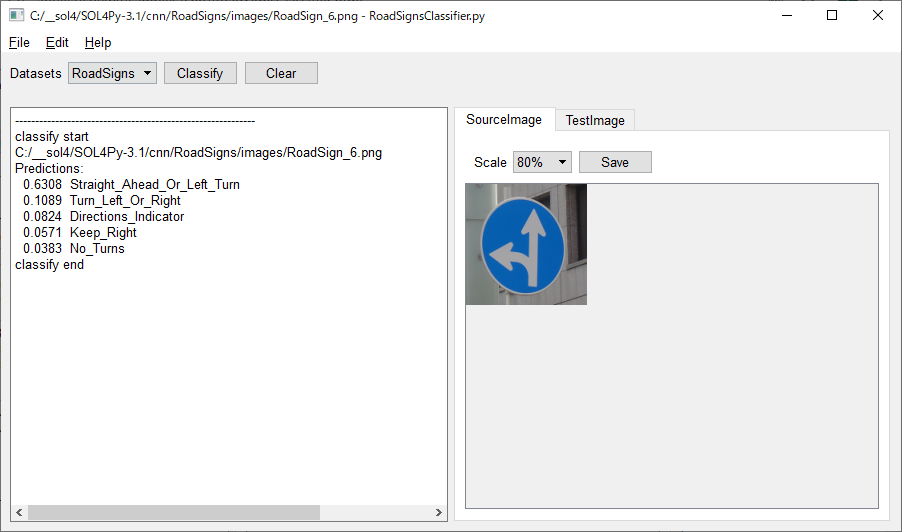 C:/__sol4/SOL4Py-3.1/cnn/RoadSigns/images/RoadSign_6.png - RoadSignsClassifier.py
File Edit Help
Datasets RoadSigns Classify Clear
------------------------------------------------------------
classify start
C:/__sol4/SOL4Py-3.1/cnn/RoadSigns/images/RoadSign_6.png
Predictions:
0.6308 Straight_Ahead_Or_Left_Turn
0.1089 Turn_Left_Or_Right
0.0824 Directions_Indicator
0.0571 Keep_Right
0.0383 No_Turns
classify end
SourceImage TestImage
Scale 80% Save